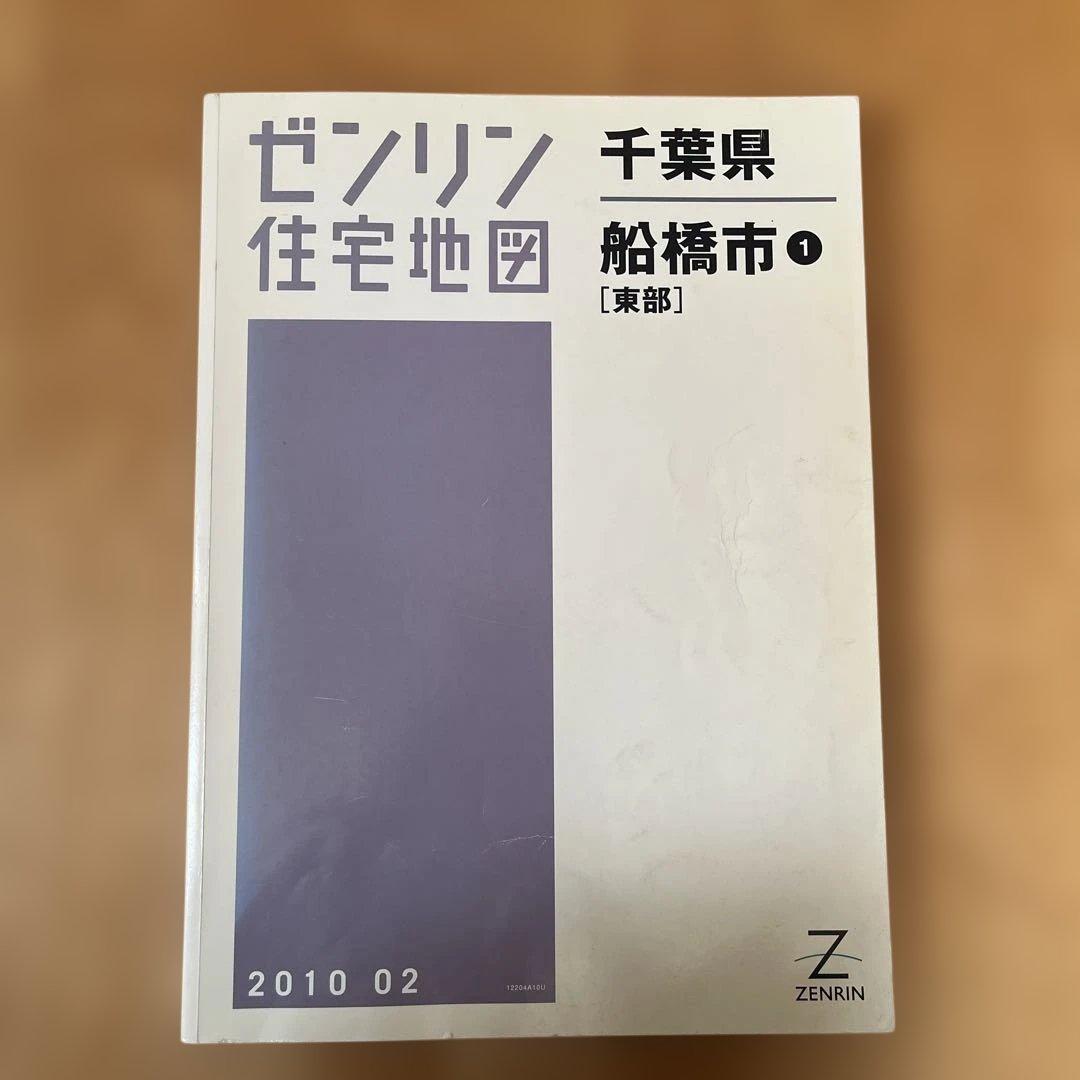 ゼンリン
住宅地図
千葉県
船橋市❶
[東部]
2010 02
12204A10U
Z
ZENRIN